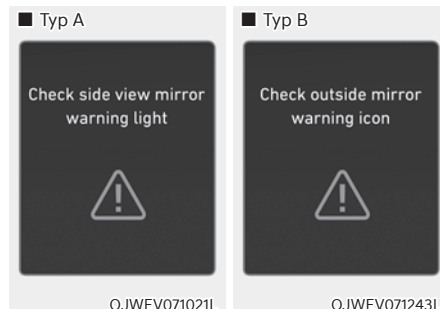 ■ Typ A
Check side view mirror
warning light
OJWEV071021L
■ Typ B
Check outside mirror
warning icon
OJWEV071243L